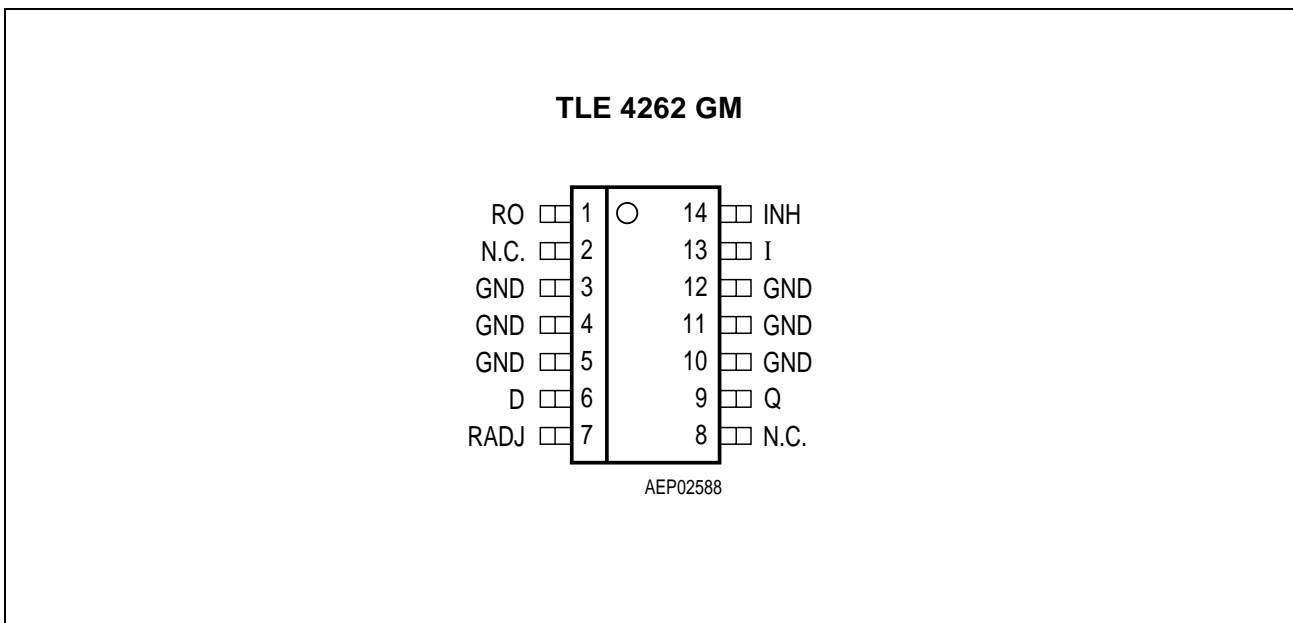 TLE 4262 GM
RO 1 14 INH
N.C. 2 13 I
GND 3 12 GND
GND 4 11 GND
GND 5 10 GND
D 6 9 Q
RADJ 7 8 N.C.
AEP02588